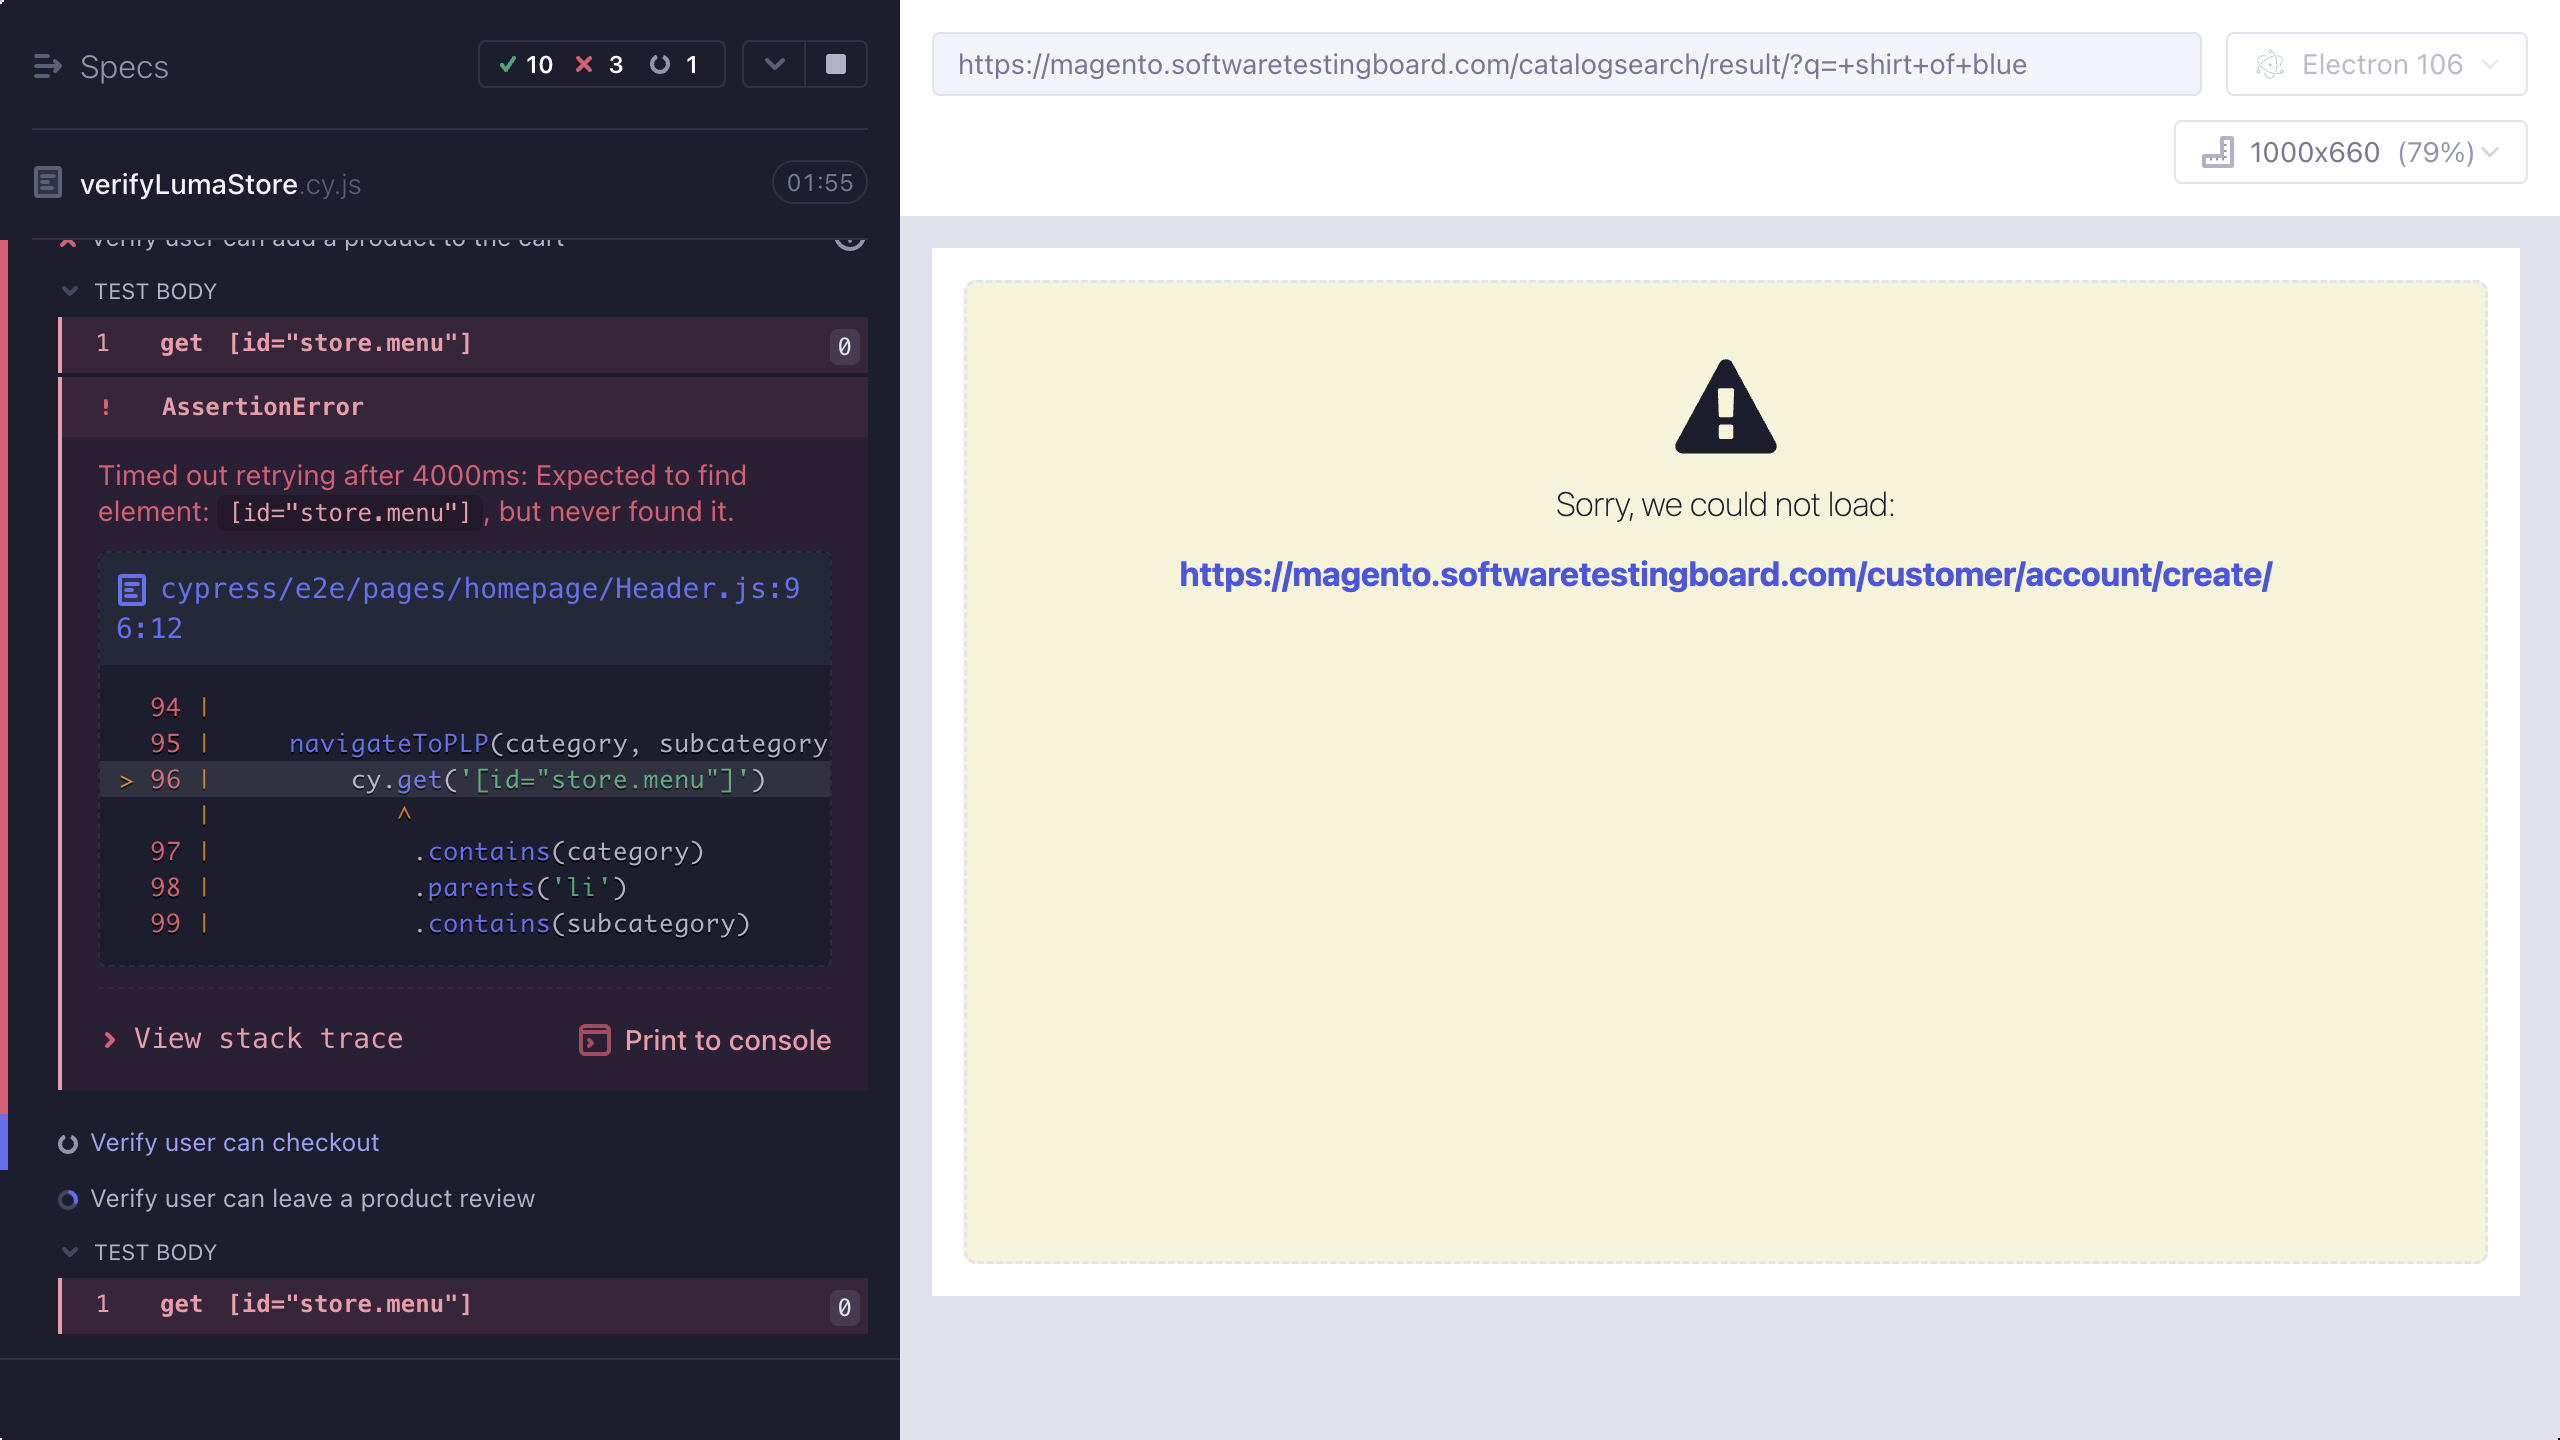 Specs
10 3 1
verifyLumaStore.cy.js
01:55
Verify user can add a product to the cart
TEST BODY
1 get [id="store.menu"] 0
! AssertionError
Timed out retrying after 4000ms: Expected to find
element: [id="store.menu"] , but never found it.
cypress/e2e/pages/homepage/Header.js:9
6:12
94 |
95 | navigateToPLP(category, subcategory
> 96 | cy.get('[id="store.menu"]')
| ^
97 | .contains(category)
98 | .parents('li')
99 | .contains(subcategory)
View stack trace
Print to console
Verify user can checkout
Verify user can leave a product review
TEST BODY
1 get [id="store.menu"] 0
https://magento.softwaretestingboard.com/catalogsearch/result/?q=+shirt+of+blue
Electron 106
1000x660 (79%)
Sorry, we could not load:
https://magento.softwaretestingboard.com/customer/account/create/